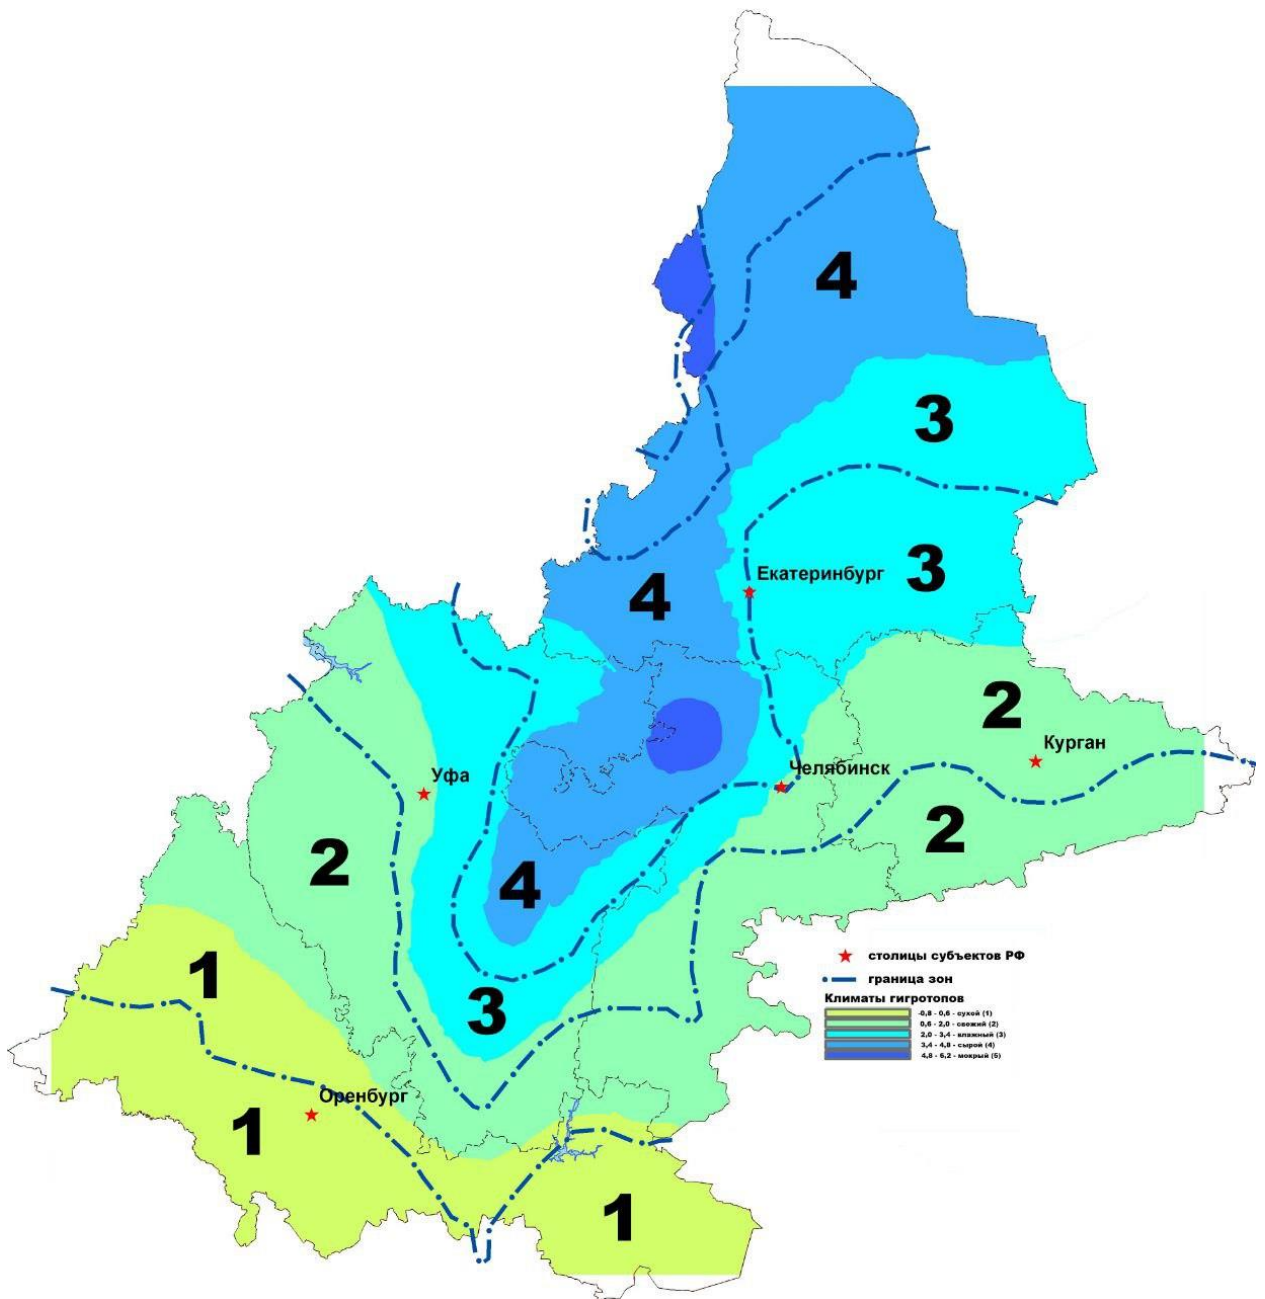 4
3
Екатеринбург
3
4
2
Курган
Челябинск
Уфа
2
2
4
1
3
Оренбург
1
1
столицы субъектов РФ
граница зон
Климаты гигротопов
-0,8 - 0,6 - сухой (1)
0,6 - 2,0 - свежий (2)
2,0 - 3,4 - влажный (3)
3,4 - 4,8 - сырой (4)
4,8 - 6,2 - мокрый (5)